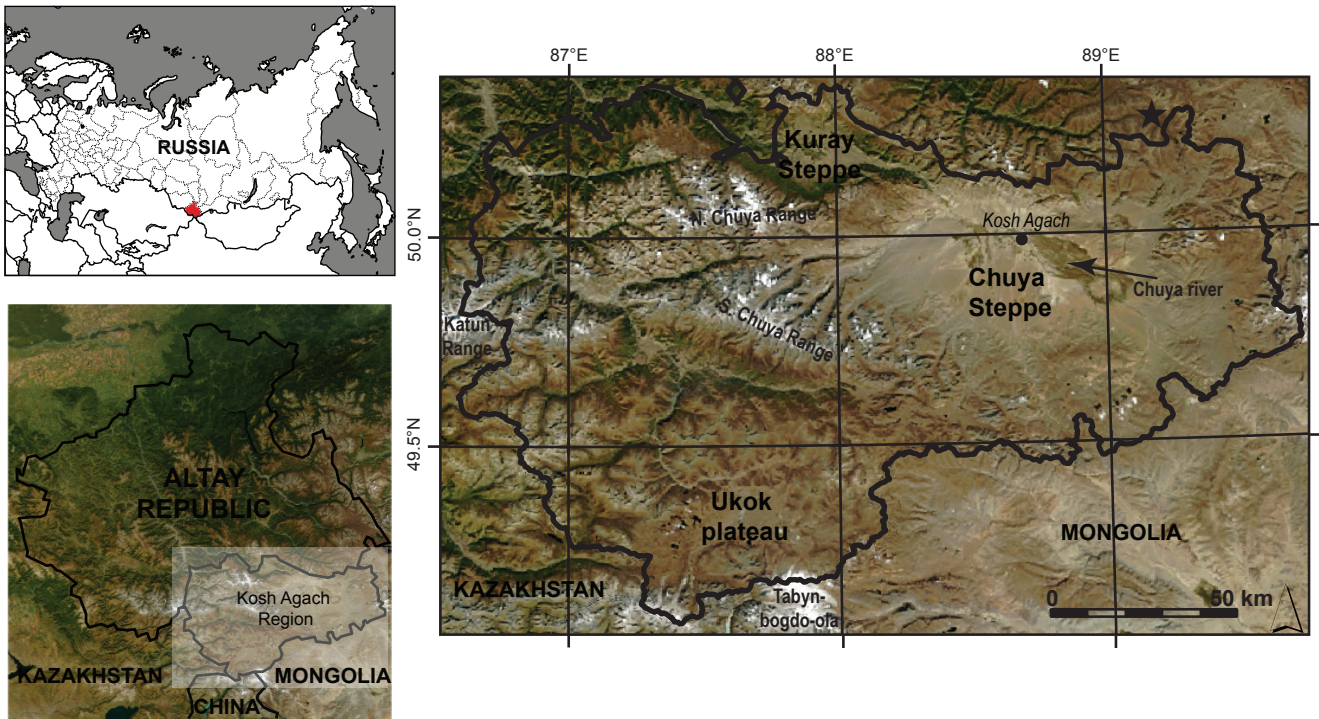 RUSSIA
ALTAY
REPUBLIC
Kosh Agach
Region
KAZAKHSTAN
MONGOLIA
CHINA
87°E
88°E
89°E
50.0°N
49.5°N
Kuray
Steppe
N. Chuya Range
Kosh Agach
Chuya
Steppe
Chuya river
Katun
Range
S. Chuya Range
Ukok
plateau
MONGOLIA
KAZAKHSTAN
Tabyn-
bogdo-ola
0 50 km